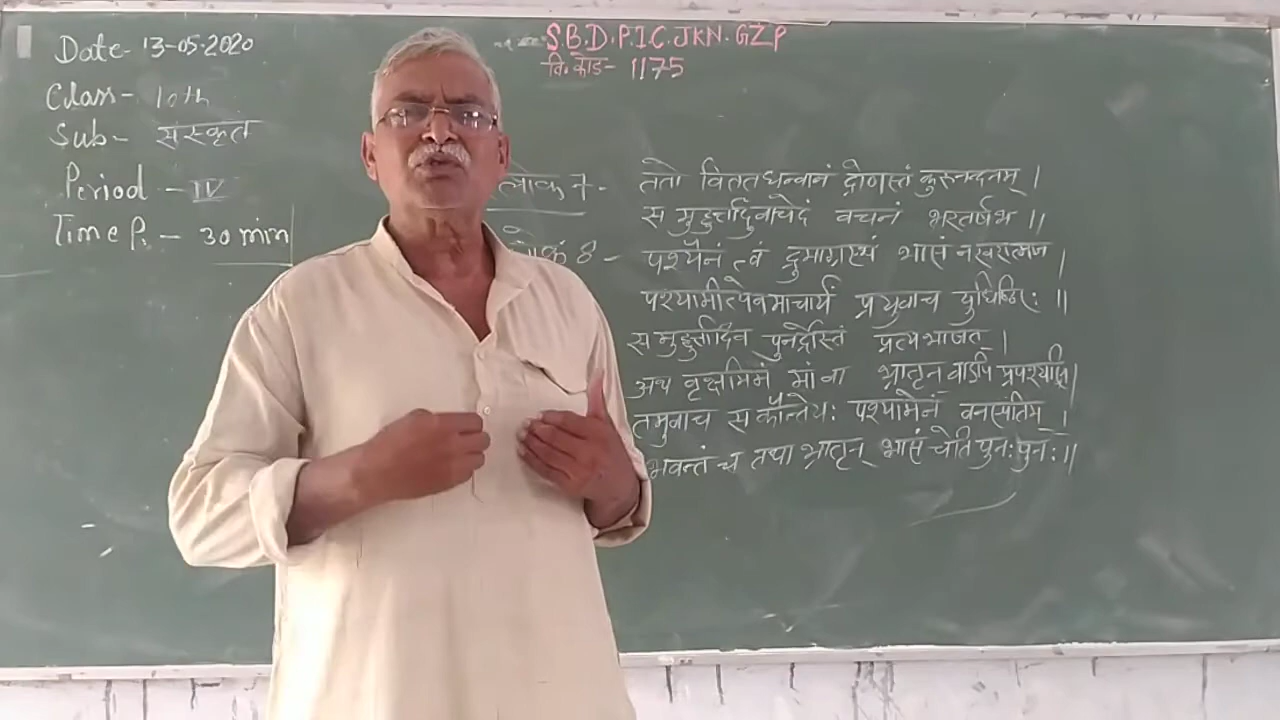 Date- 13-05-2020
Class- 10th
Sub- संस्कृत
Period - IV
Time P. - 30 min
S.B.D.P.I.C.JKN.GZP
वि. कोड- 1175
श्लोक 7- ततो विततधन्वानं द्रोणस्तं कुरुनन्दनम् ।
स मुहुर्त्तादुवाचेदं वचनं भरतर्षभ ।।
श्लोक 8 - पश्यैनं त्वं द्रुमाग्रस्थं भासं नरवरात्मज ।
पश्यामीत्येवमाचार्यं प्रत्युवाच युधिष्ठिरः ।।
स मुहुर्त्तादिव पुनर्द्रोस्तं प्रत्यभाषत् ।
अथ वृक्षमिमं मां वा भ्रातृन् वाऽपि प्रपश्यसि ।
तमुवाच स कौन्तेयः पश्यामेनं वनस्पतिम् ।
भवन्तं च तथा भ्रातृन् भासं चेति पुनः पुनः ।।